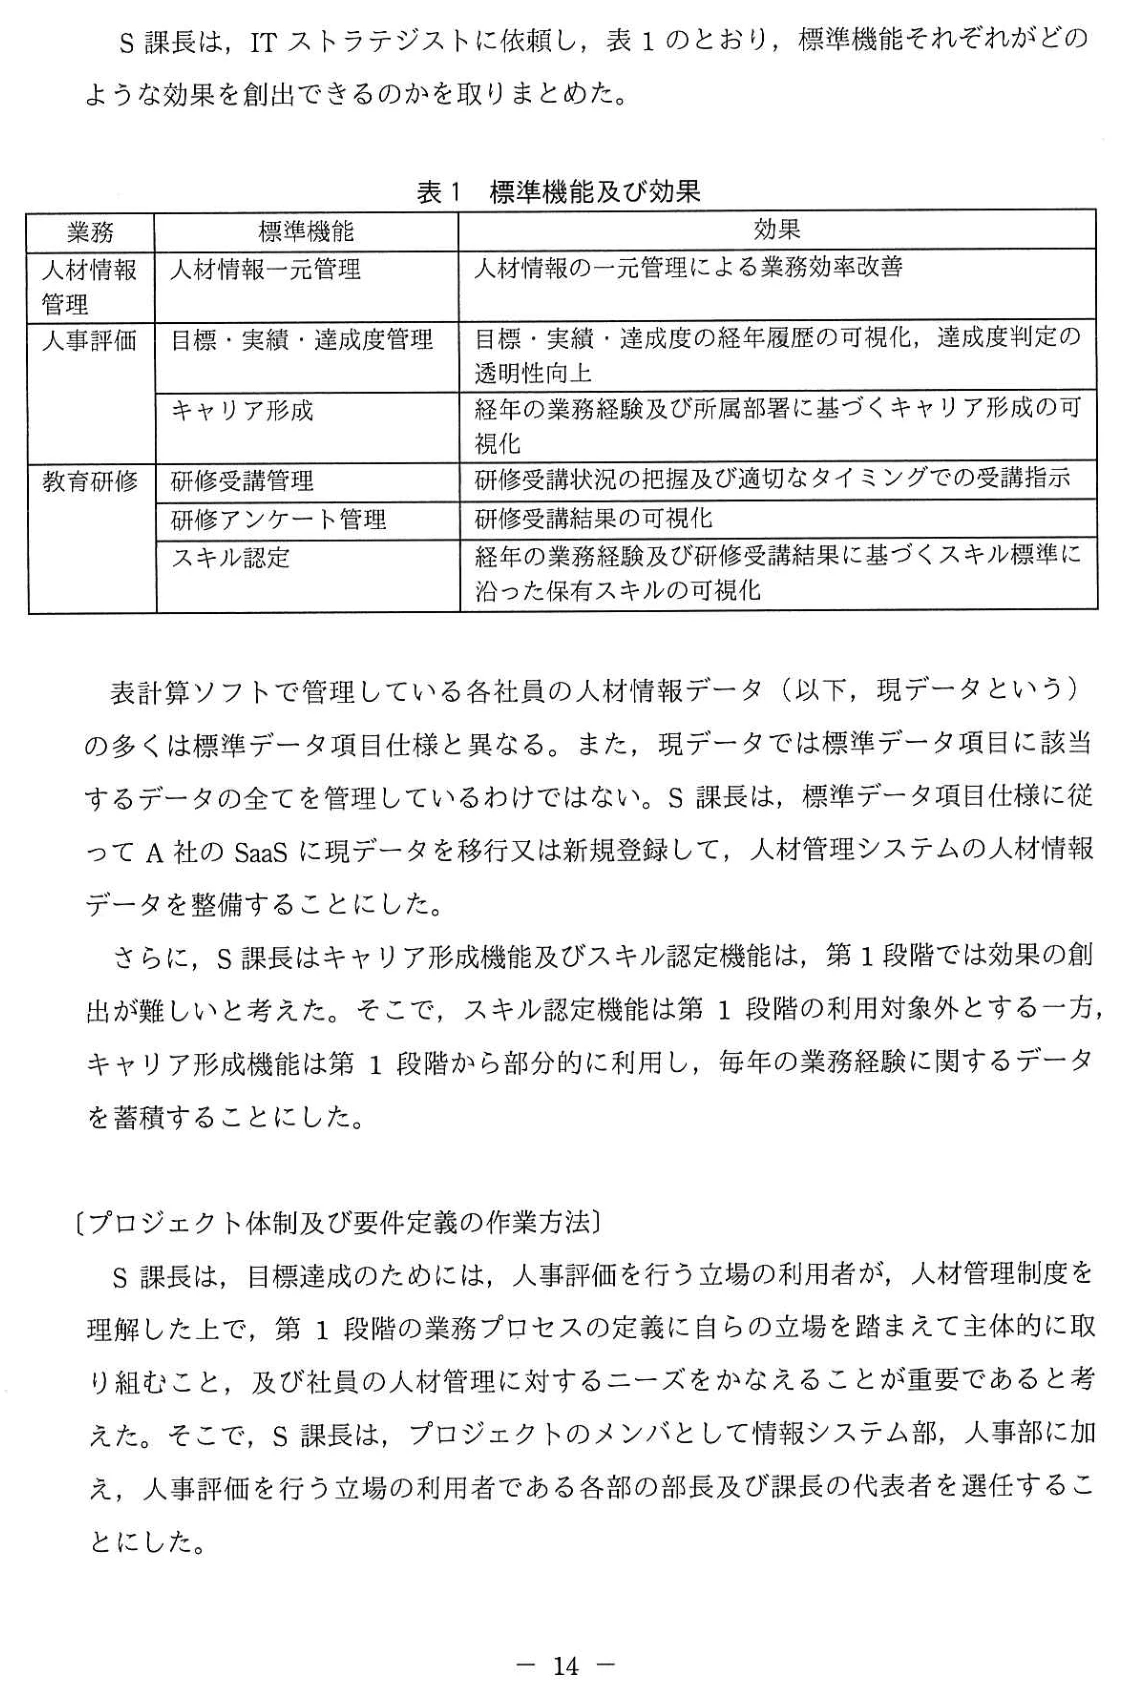 S 課長は，IT ストラテジストに依頼し，表 1 のとおり，標準機能それぞれがどの
ような効果を創出できるのかを取りまとめた。
表 1　標準機能及び効果
業務　標準機能　効果
人材情報管理　人材情報一元管理　人材情報の一元管理による業務効率改善
人事評価　目標・実績・達成度管理　目標・実績・達成度の経年履歴の可視化，達成度判定の
透明性向上
キャリア形成　経年の業務経験及び所属部署に基づくキャリア形成の可
視化
教育研修　研修受講管理　研修受講状況の把握及び適切なタイミングでの受講指示
研修アンケート管理　研修受講結果の可視化
スキル認定　経年の業務経験及び研修受講結果に基づくスキル標準に
沿った保有スキルの可視化
表計算ソフトで管理している各社員の人材情報データ（以下，現データという）
の多くは標準データ項目仕様と異なる。また，現データでは標準データ項目に該当
するデータの全てを管理しているわけではない。S 課長は，標準データ項目仕様に従
って A 社の SaaS に現データを移行又は新規登録して，人材管理システムの人材情報
データを整備することにした。
さらに，S 課長はキャリア形成機能及びスキル認定機能は，第 1 段階では効果の創
出が難しいと考えた。そこで，スキル認定機能は第 1 段階の利用対象外とする一方，
キャリア形成機能は第 1 段階から部分的に利用し，毎年の業務経験に関するデータ
を蓄積することにした。
〔プロジェクト体制及び要件定義の作業方法〕
S 課長は，目標達成のためには，人事評価を行う立場の利用者が，人材管理制度を
理解した上で，第 1 段階の業務プロセスの定義に自らの立場を踏まえて主体的に取
り組むこと，及び社員の人材管理に対するニーズをかなえることが重要であると考
えた。そこで，S 課長は，プロジェクトのメンバとして情報システム部，人事部に加
え，人事評価を行う立場の利用者である各部の部長及び課長の代表者を選任するこ
とにした。
－ 14 －